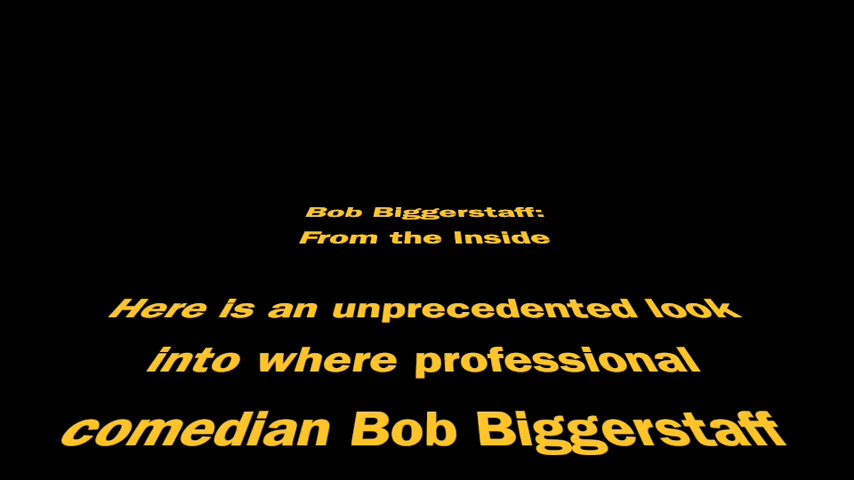 Bob Biggerstaff:
From the Inside
Here is an unprecedented look
into where professional
comedian Bob Biggerstaff